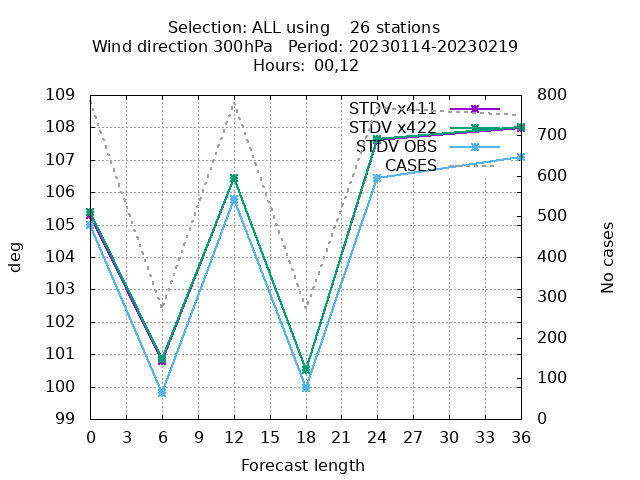 Selection: ALL using    26 stations
Wind direction 300hPa   Period: 20230114-20230219
Hours:  00,12
109
108
107
106
105
104
103
102
101
100
99
800
700
600
500
400
300
200
100
0
STDV x411
STDV x422
STDV OBS
CASES
deg
No cases
0 3 6 9 12 15 18 21 24 27 30 33 36
Forecast length